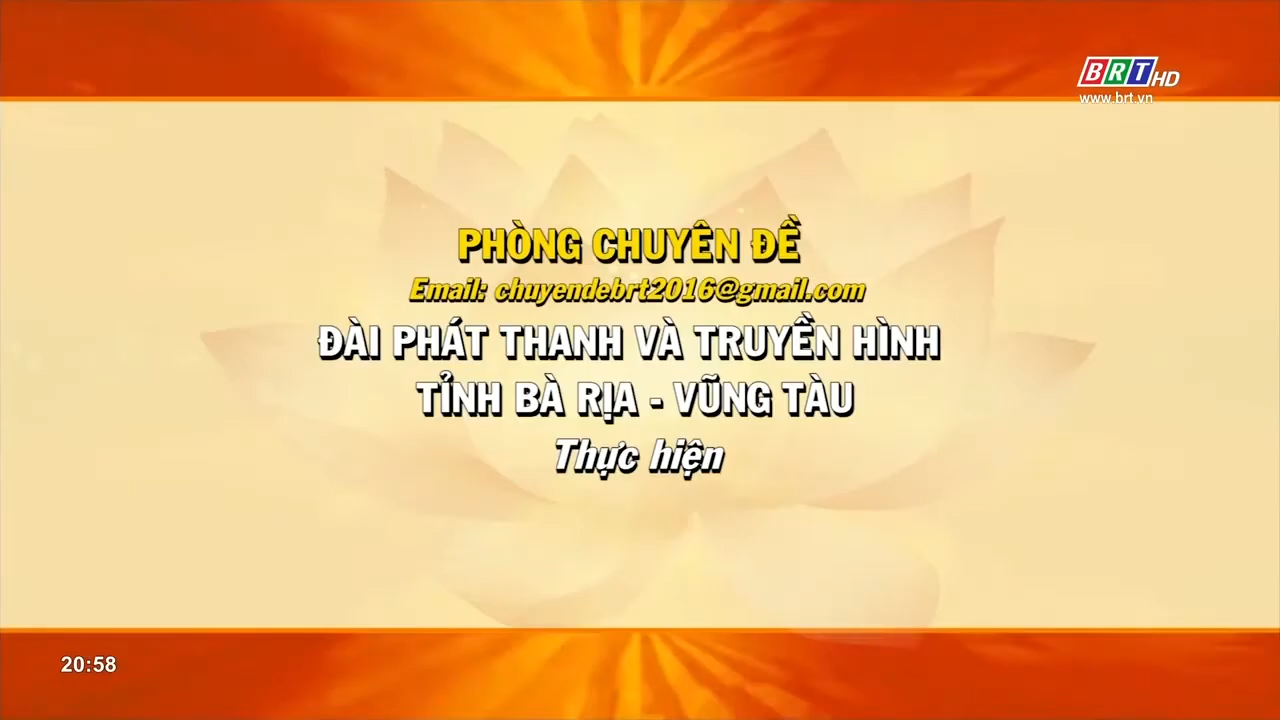 BRT HD
www.brt.vn
PHÒNG CHUYÊN ĐỀ
Email: chuyendebrt2016@gmail.com
ĐÀI PHÁT THANH VÀ TRUYỀN HÌNH
TỈNH BÀ RỊA - VŨNG TÀU
Thực hiện
20:58